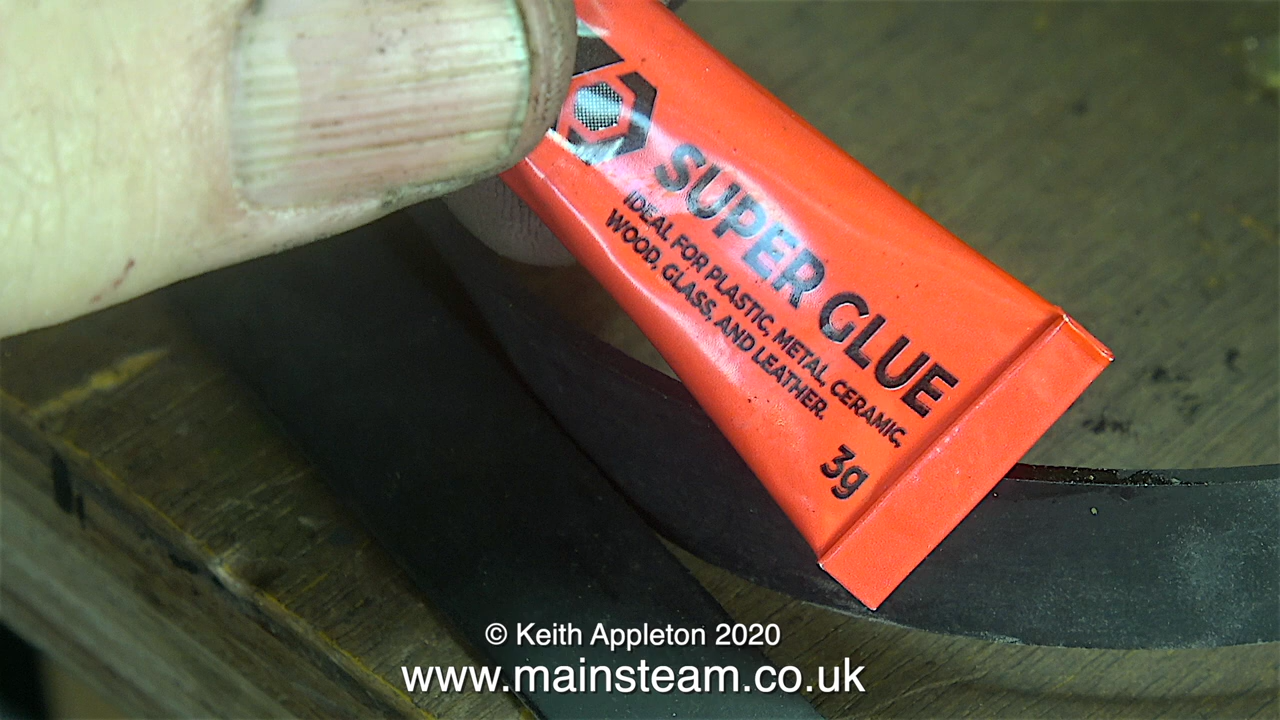 SUPER GLUE
IDEAL FOR PLASTIC, METAL, CERAMIC,
WOOD, GLASS, AND LEATHER.
3g
© Keith Appleton 2020
www.mainsteam.co.uk